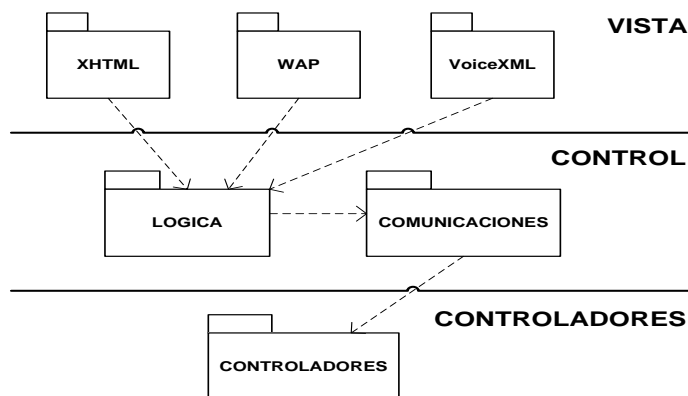 VISTA
XHTML
WAP
VoiceXML
CONTROL
LOGICA
COMUNICACIONES
CONTROLADORES
CONTROLADORES